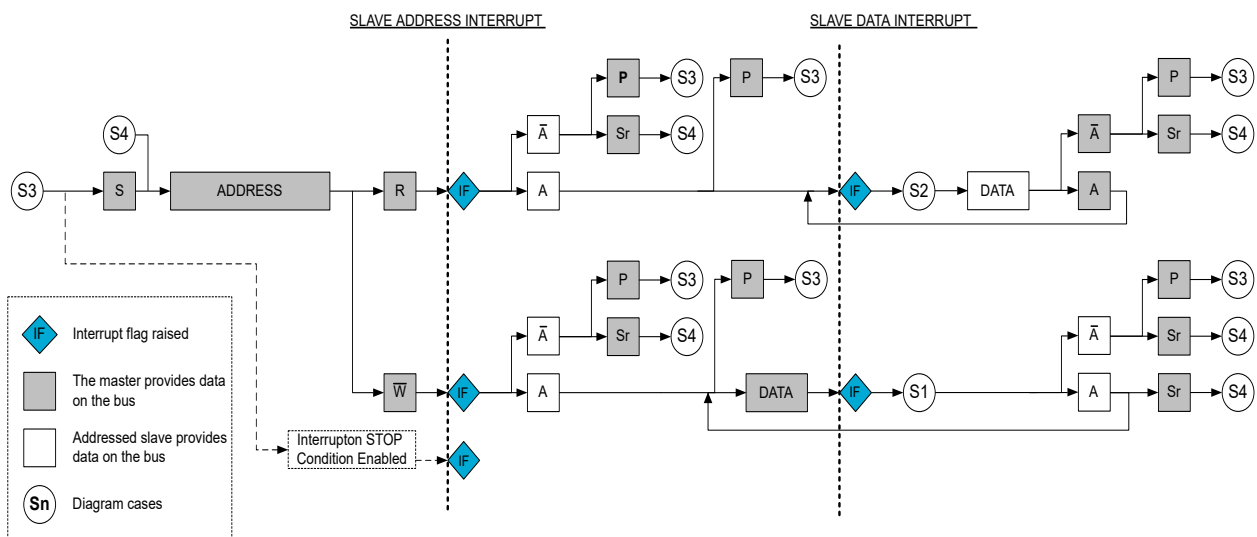 SLAVE ADDRESS INTERRUPT
SLAVE DATA INTERRUPT
P
S3
P
S3
P
S3
S4
A̅
Sr
S4
A̅
Sr
S4
S3
S
ADDRESS
R
IF
A
IF
S2
DATA
A
P
S3
P
S3
P
S3
IF
Interrupt flag raised
A̅
Sr
S4
A̅
Sr
S4
The master provides data
on the bus
W̅
IF
A
DATA
IF
S1
A
Sr
S4
Addressed slave provides
data on the bus
Interrupton STOP
Condition Enabled
IF
Sn
Diagram cases